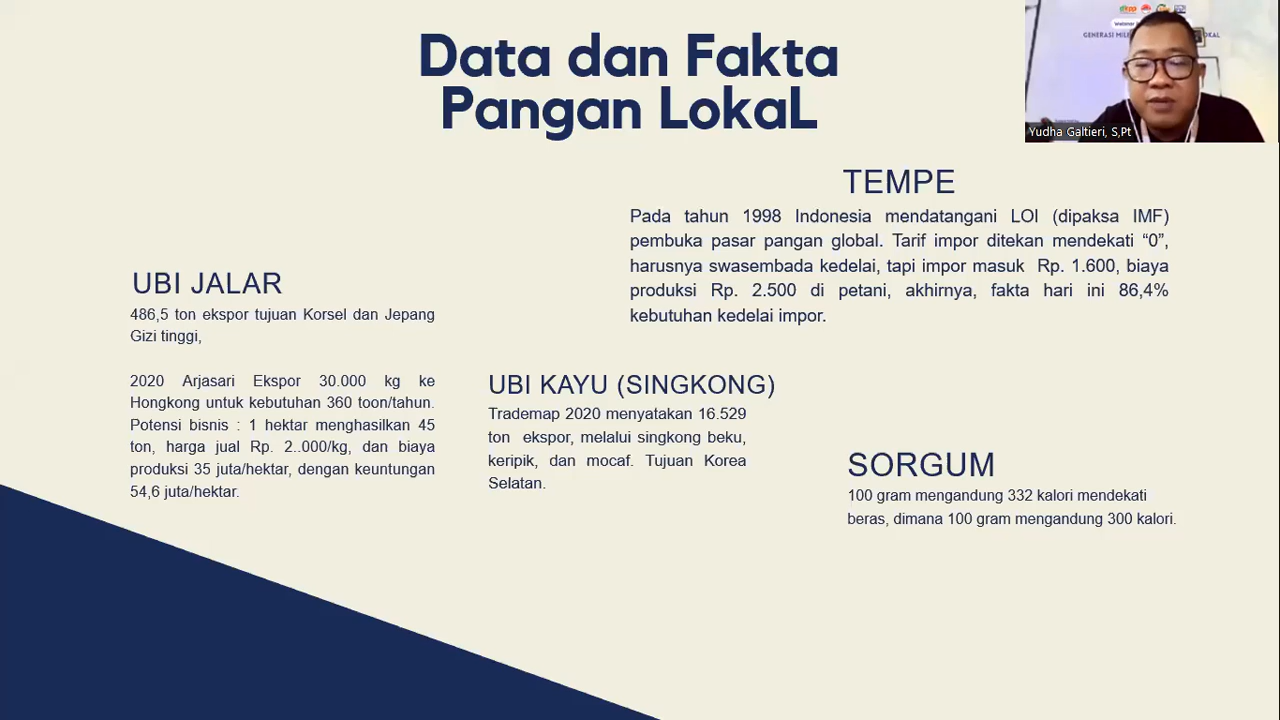 Data dan Fakta
Pangan LokaL
Yudha Galtieri, S,Pt
TEMPE
Pada tahun 1998 Indonesia mendatangani LOI (dipaksa IMF)
pembuka pasar pangan global. Tarif impor ditekan mendekati “0”,
harusnya swasembada kedelai, tapi impor masuk Rp. 1.600, biaya
produksi Rp. 2.500 di petani, akhirnya, fakta hari ini 86,4%
kebutuhan kedelai impor.
UBI JALAR
486,5 ton ekspor tujuan Korsel dan Jepang
Gizi tinggi,
2020 Arjasari Ekspor 30.000 kg ke
Hongkong untuk kebutuhan 360 toon/tahun.
Potensi bisnis : 1 hektar menghasilkan 45
ton, harga jual Rp. 2..000/kg, dan biaya
produksi 35 juta/hektar, dengan keuntungan
54,6 juta/hektar.
UBI KAYU (SINGKONG)
Trademap 2020 menyatakan 16.529
ton ekspor, melalui singkong beku,
keripik, dan mocaf. Tujuan Korea
Selatan.
SORGUM
100 gram mengandung 332 kalori mendekati
beras, dimana 100 gram mengandung 300 kalori.